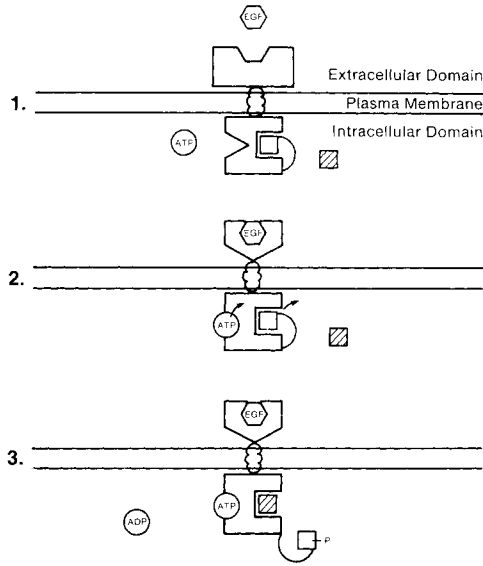 EGF
Extracellular Domain
1.
Plasma Membrane
Intracellular Domain
ATP
EGF
2.
ATP
EGF
3.
ATP
ADP
P